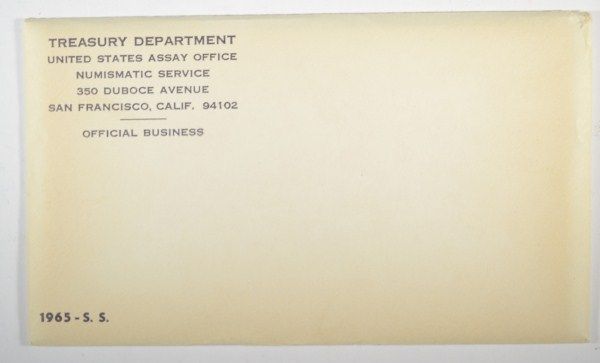 TREASURY DEPARTMENT
UNITED STATES ASSAY OFFICE
NUMISMATIC SERVICE
350 DUBOCE AVENUE
SAN FRANCISCO, CALIF. 94102
OFFICIAL BUSINESS
1965 - S. S.